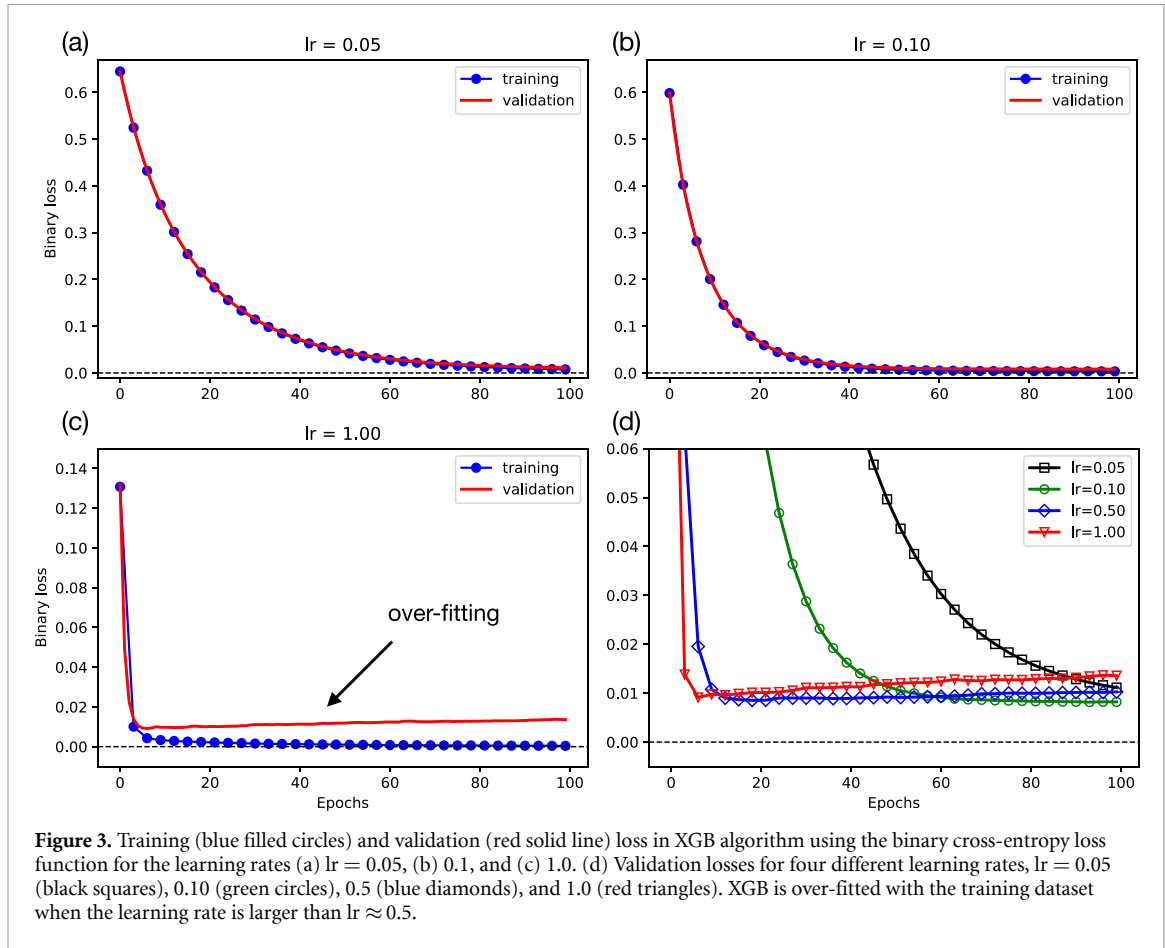 (a)
lr = 0.05
Binary loss
0.6
0.5
0.4
0.3
0.2
0.1
0.0
0 20 40 60 80 100
training
validation
(b)
lr = 0.10
0.6
0.5
0.4
0.3
0.2
0.1
0.0
0 20 40 60 80 100
training
validation
(c)
lr = 1.00
Binary loss
0.14
0.12
0.10
0.08
0.06
0.04
0.02
0.00
0 20 40 60 80 100
Epochs
training
validation
over-fitting
(d)
0.06
0.05
0.04
0.03
0.02
0.01
0.00
0 20 40 60 80 100
Epochs
lr=0.05
lr=0.10
lr=0.50
lr=1.00
Figure 3. Training (blue filled circles) and validation (red solid line) loss in XGB algorithm using the binary cross-entropy loss
function for the learning rates (a) lr = 0.05, (b) 0.1, and (c) 1.0. (d) Validation losses for four different learning rates, lr = 0.05
(black squares), 0.10 (green circles), 0.5 (blue diamonds), and 1.0 (red triangles). XGB is over-fitted with the training dataset
when the learning rate is larger than lr ≈ 0.5.